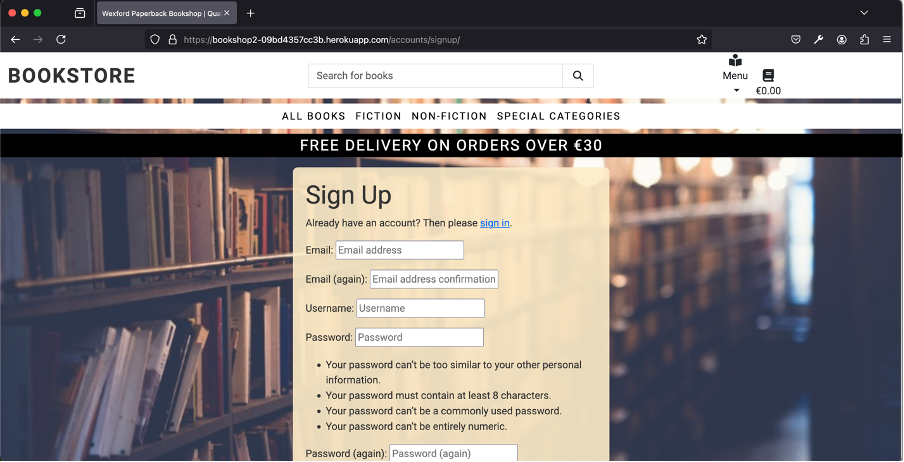 Wexford Paperback Bookshop | Qua
https://bookshop2-09bd4357cc3b.herokuapp.com/accounts/signup/
BOOKSTORE
Search for books
Menu
€0.00
ALL BOOKS FICTION NON-FICTION SPECIAL CATEGORIES
FREE DELIVERY ON ORDERS OVER €30
Sign Up
Already have an account? Then please sign in.
Email: Email address
Email (again): Email address confirmation
Username: Username
Password: Password
Your password can’t be too similar to your other personal
information.
Your password must contain at least 8 characters.
Your password can’t be a commonly used password.
Your password can’t be entirely numeric.
Password (again): Password (again)